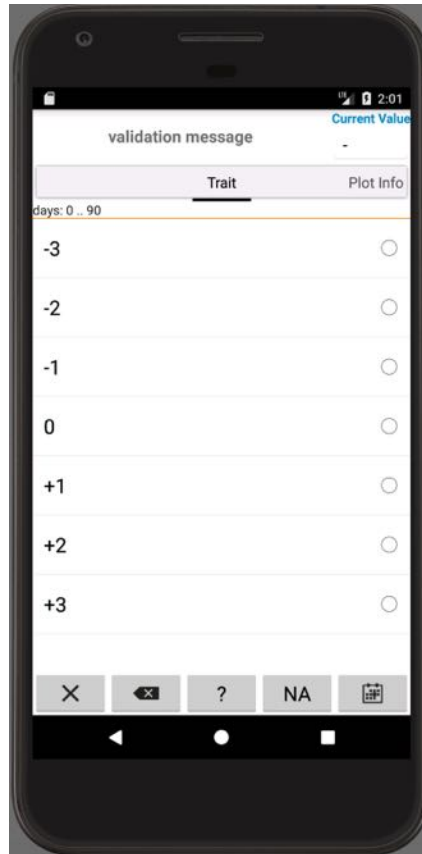 LTE 2:01
Current Value
validation message
-
Trait Plot Info
days: 0 .. 90
-3
-2
-1
0
+1
+2
+3
? NA